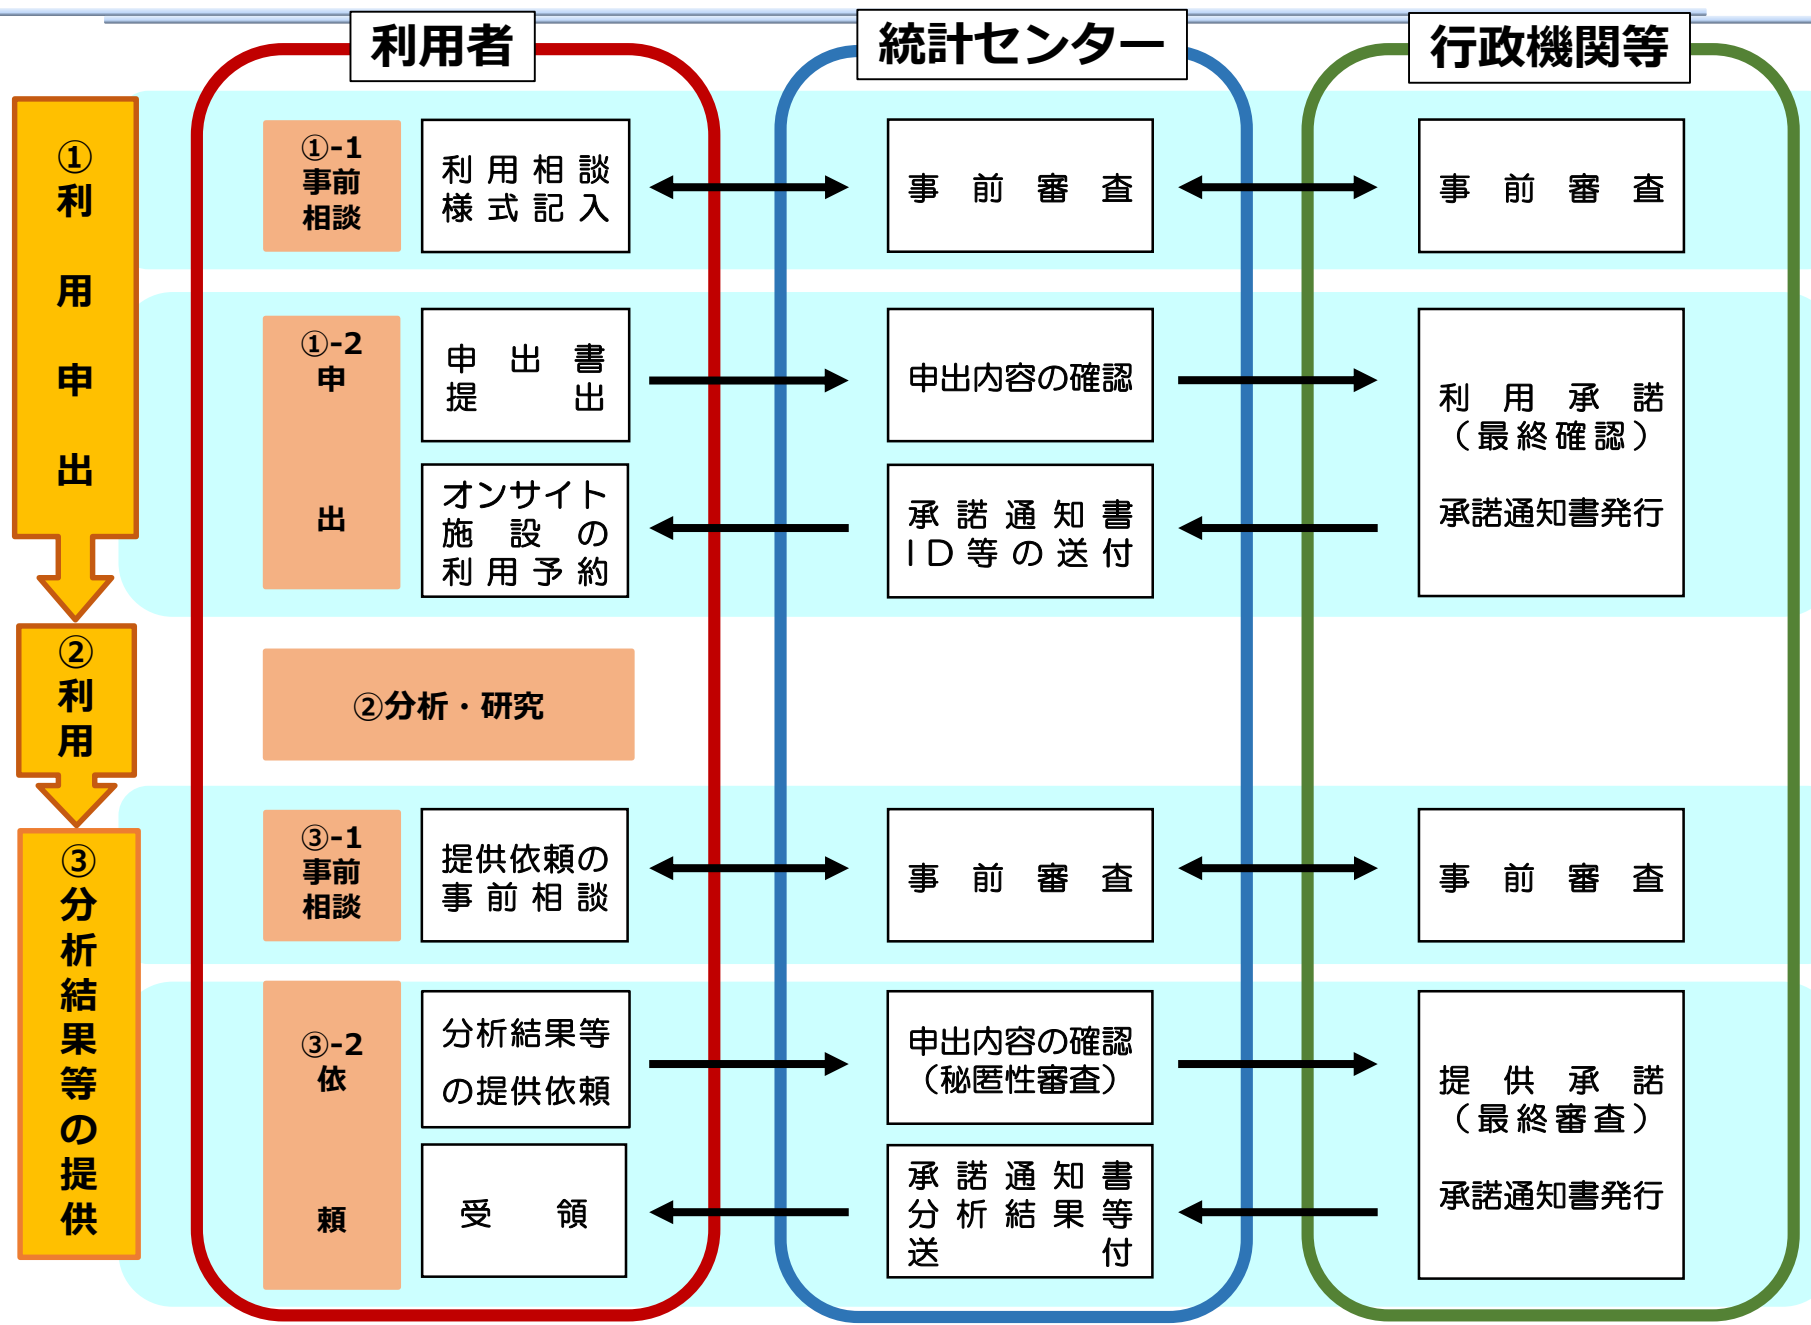 利用者
統計センター
行政機関等
①
利
用
申
出
①-1
事前
相談
利用相談
様式記入
事前審査
事前審査
①-2
申
出
申出書
提出
申出内容の確認
利用承諾
（最終確認）
承諾通知書発行
オンサイト
施設の
利用予約
承諾通知書
ID等の送付
②
利
用
②分析・研究
③
分
析
結
果
等
の
提
供
③-1
事前
相談
提供依頼の
事前相談
事前審査
事前審査
③-2
依
頼
分析結果等
の提供依頼
申出内容の確認
（秘匿性審査）
提供承諾
（最終審査）
承諾通知書発行
受領
承諾通知書
分析結果等
送付